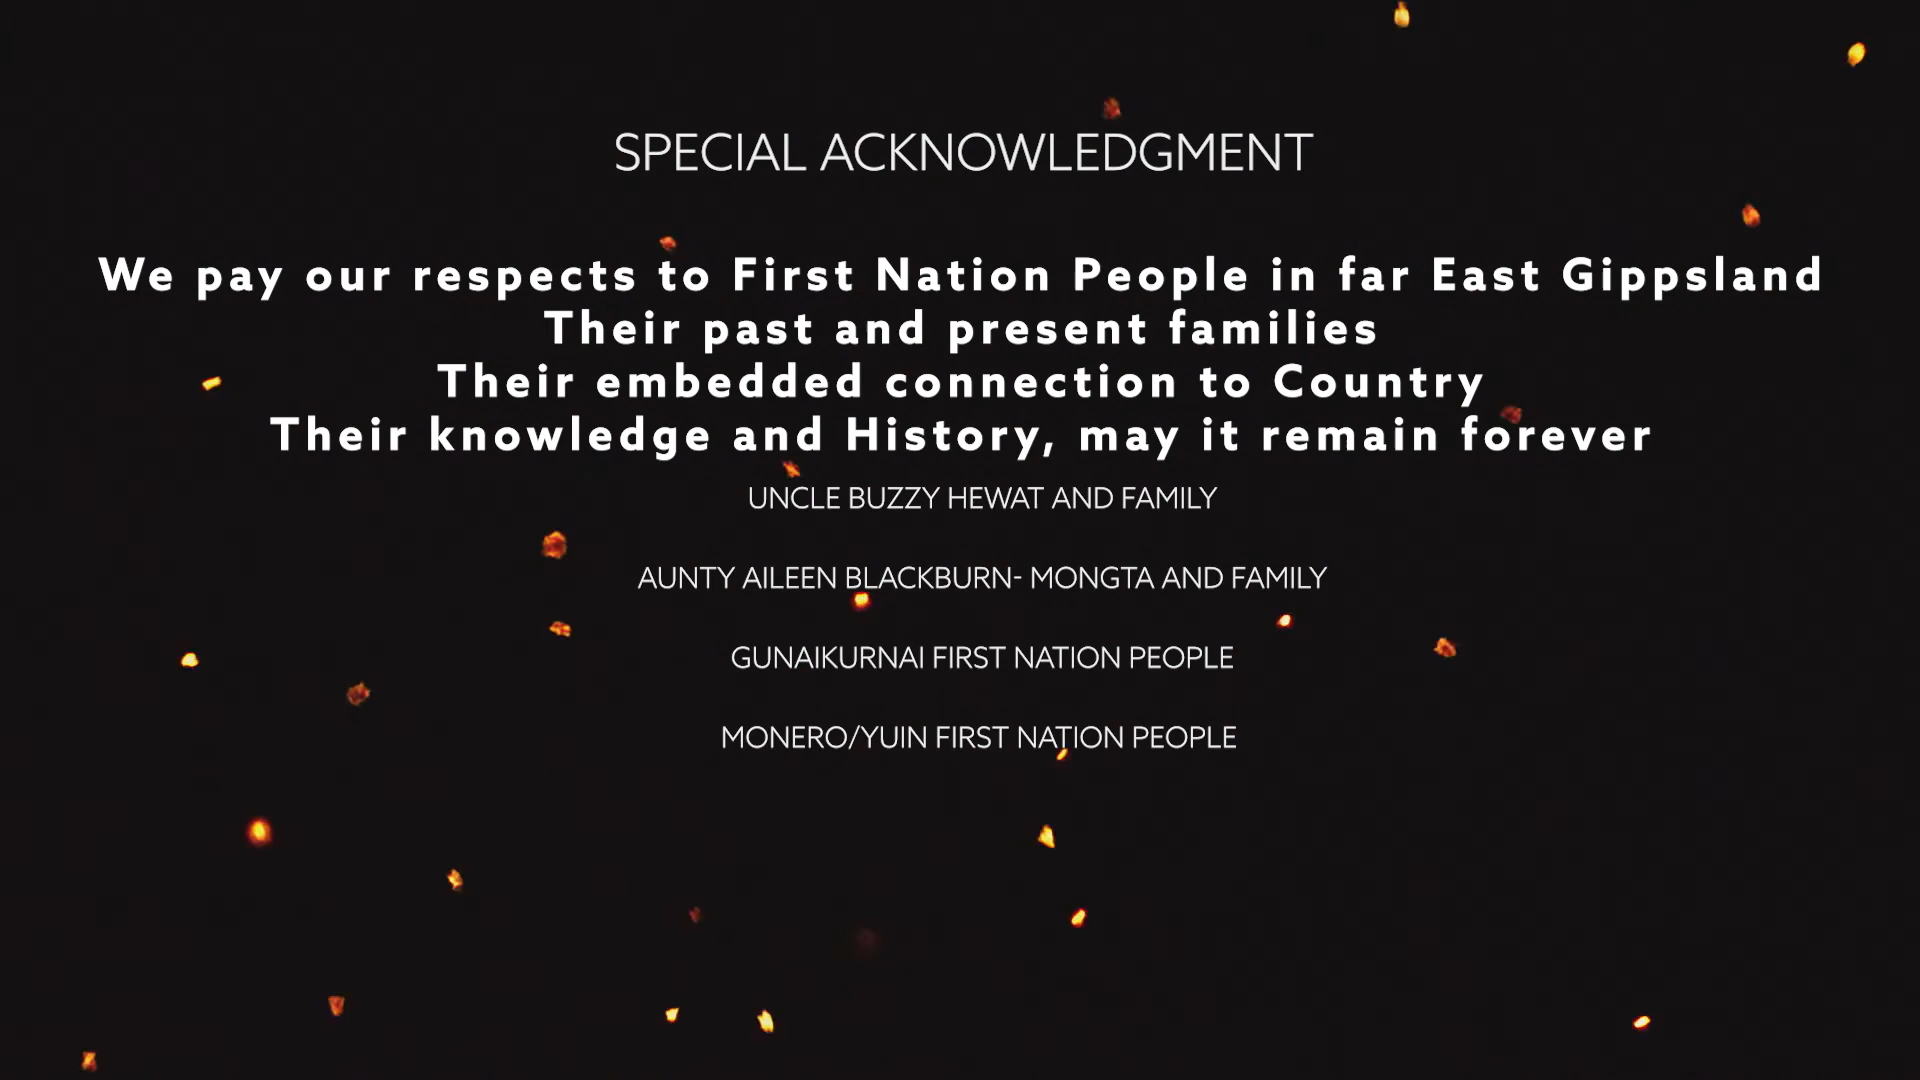 SPECIAL ACKNOWLEDGMENT
We pay our respects to First Nation People in far East Gippsland
Their past and present families
Their embedded connection to Country
Their knowledge and History, may it remain forever
UNCLE BUZZY HEWAT AND FAMILY
AUNTY AILEEN BLACKBURN- MONGTA AND FAMILY
GUNAIKURNAI FIRST NATION PEOPLE
MONERO/YUIN FIRST NATION PEOPLE